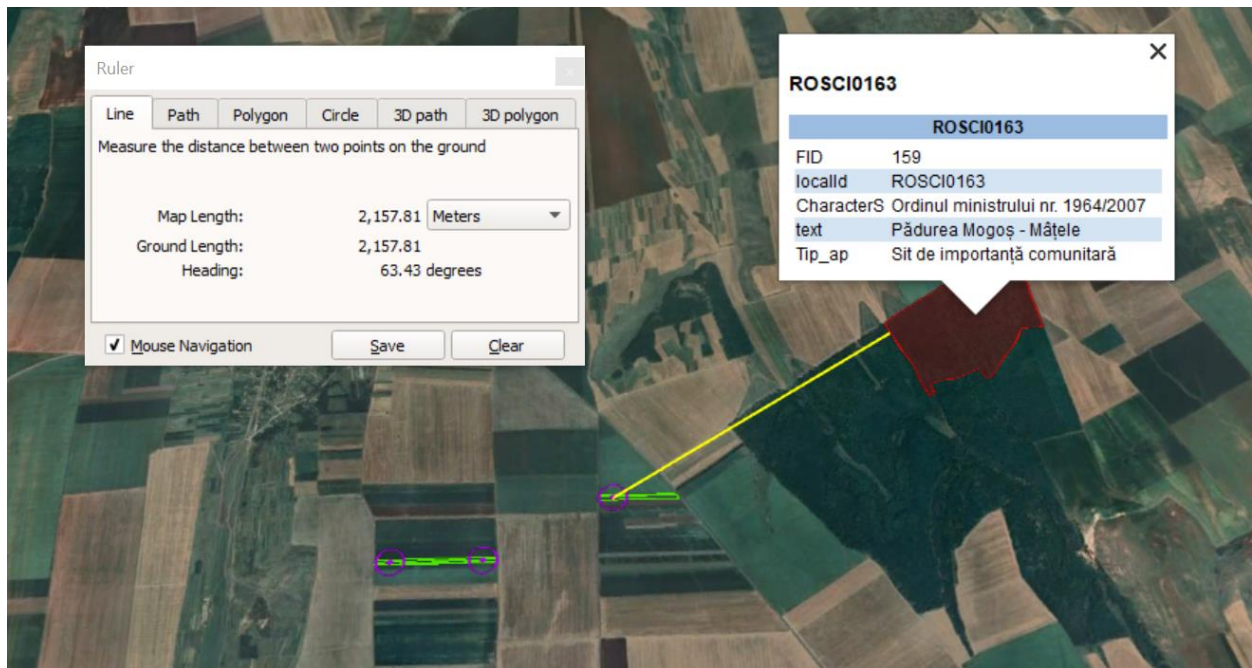 Ruler
Line Path Polygon Circle 3D path 3D polygon
Measure the distance between two points on the ground
Map Length: 2,157.81 Meters
Ground Length: 2,157.81
Heading: 63.43 degrees
Mouse Navigation Save Clear
ROSCI0163
ROSCI0163
FID 159
localId ROSCI0163
CharacterS Ordinul ministrului nr. 1964/2007
text Pădurea Mogoș - Mâțele
Tip_ap Sit de importanță comunitară